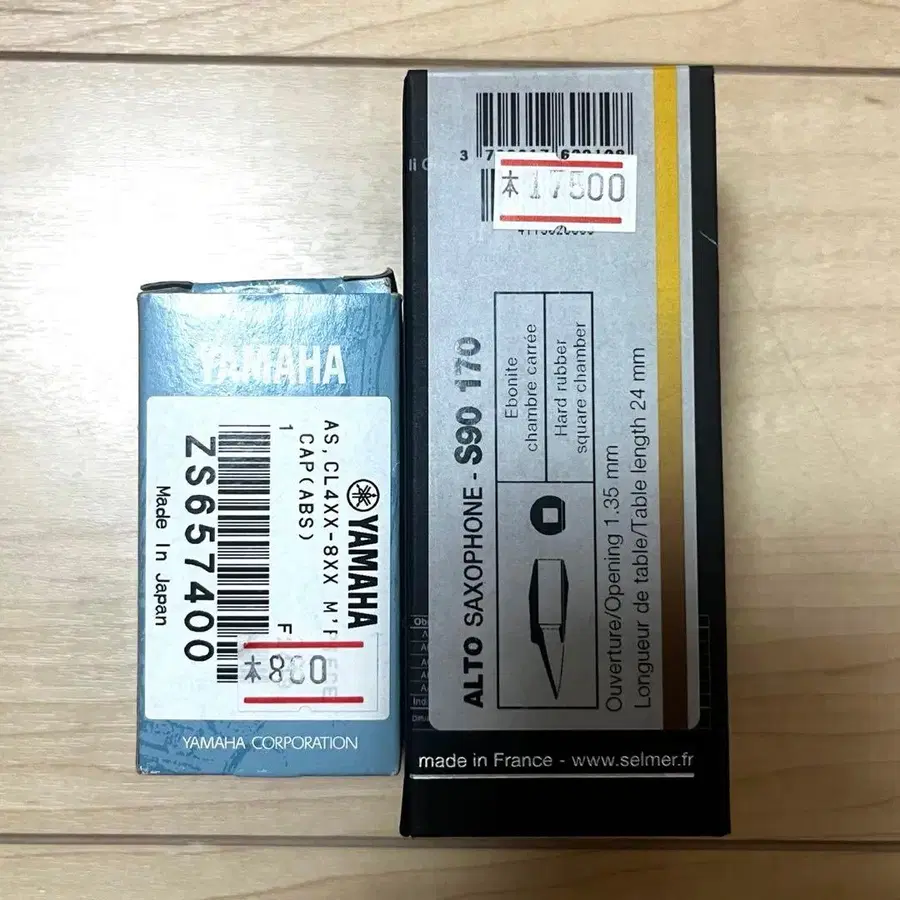 YAMAHA
YAMAHA
AS,CL4XX-8XX M'P
CAP(ABS)
1
ZS657400
Made In Japan
本 860
YAMAHA CORPORATION
本 17500
ALTO SAXOPHONE - S90 170
Ebonite
chambre carrée
Hard rubber
square chamber
Ouverture/Opening 1.35 mm
Longueur de table/Table length 24 mm
made in France - www.selmer.fr